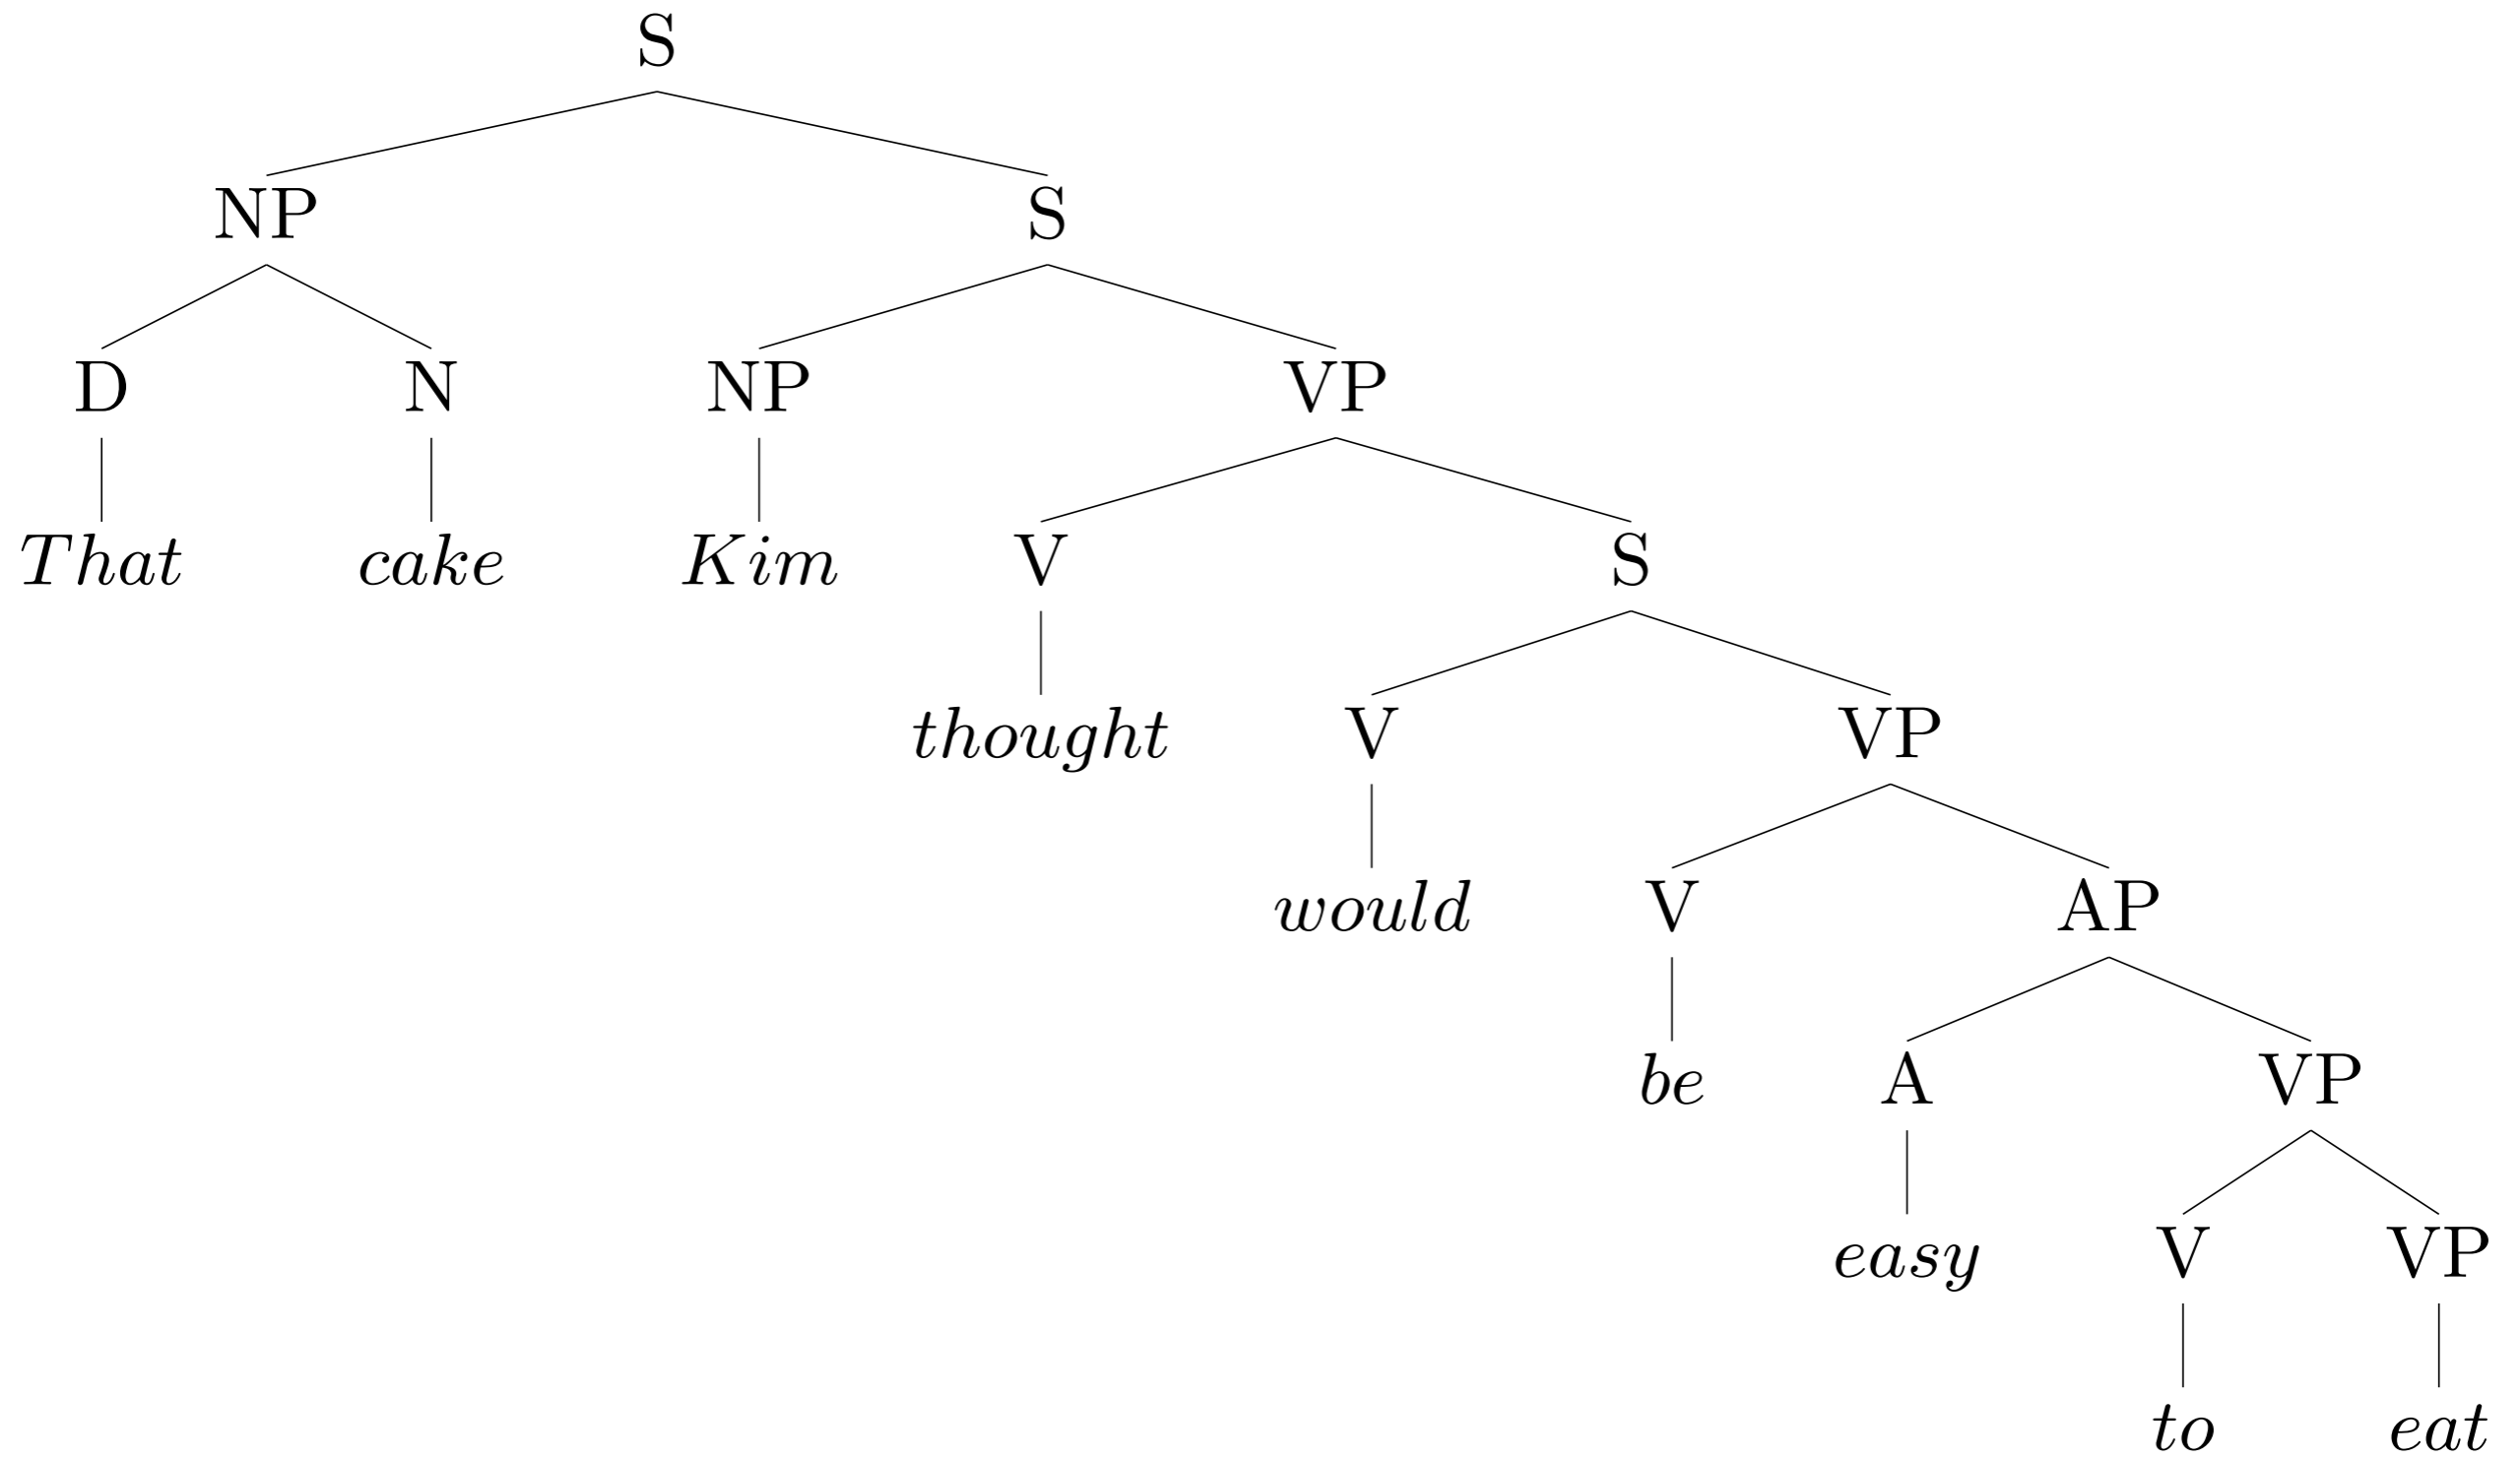 S
NP S
D N NP VP
That cake Kim V S
thought V VP
would V AP
be A VP
easy V VP
to eat